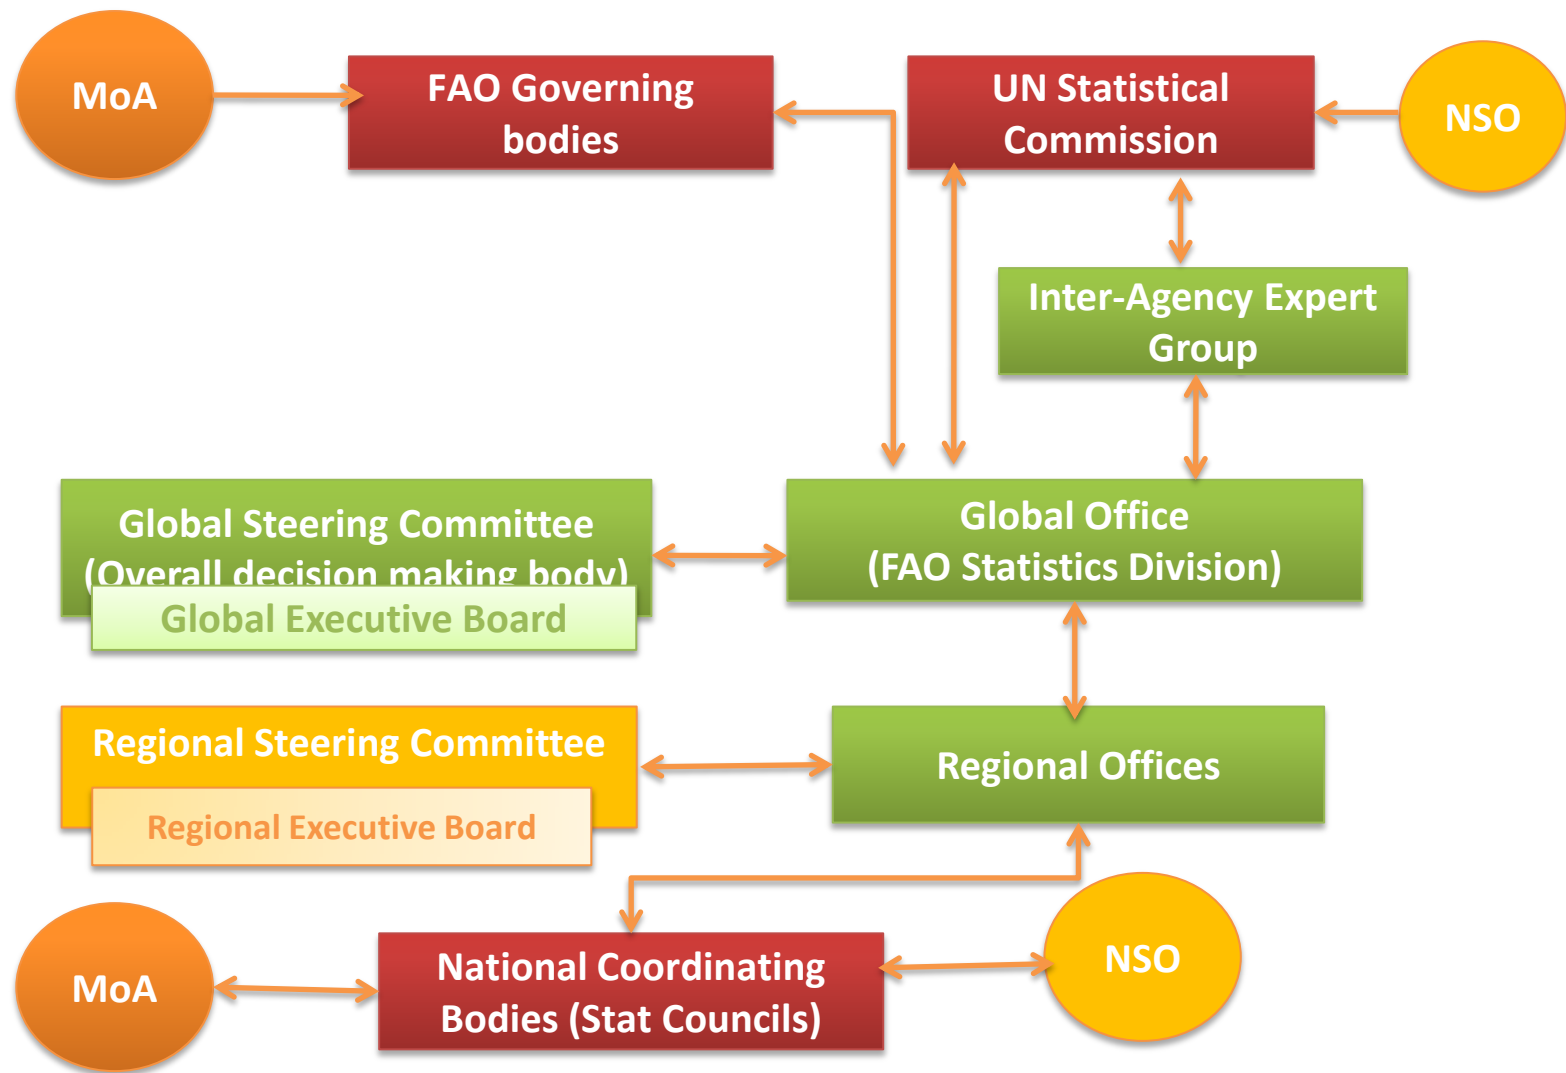 MoA
FAO Governing
bodies
UN Statistical
Commission
NSO
Inter-Agency Expert
Group
Global Steering Committee
(Overall decision making body)
Global Executive Board
Global Office
(FAO Statistics Division)
Regional Steering Committee
Regional Executive Board
Regional Offices
MoA
National Coordinating
Bodies (Stat Councils)
NSO